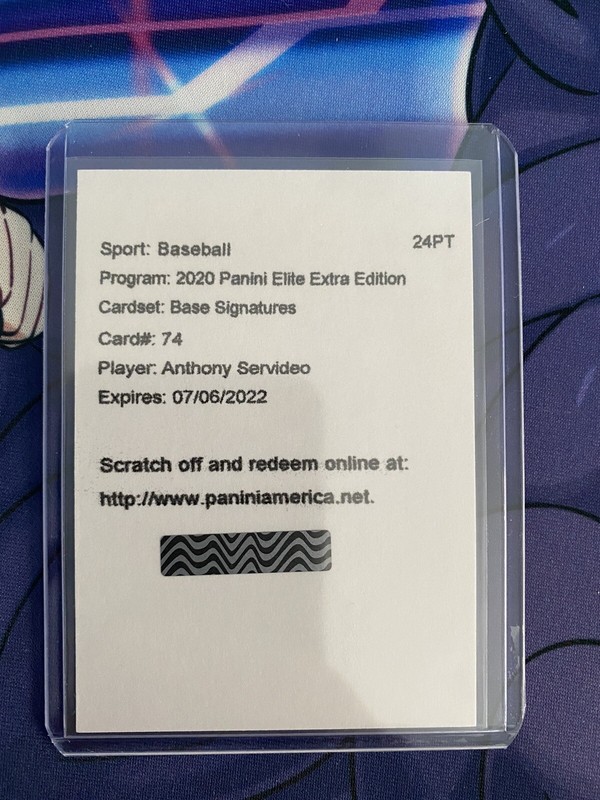 24PT
Sport: Baseball
Program: 2020 Panini Elite Extra Edition
Cardset: Base Signatures
Card#: 74
Player: Anthony Servideo
Expires: 07/06/2022
Scratch off and redeem online at:
http://www.paniniamerica.net.